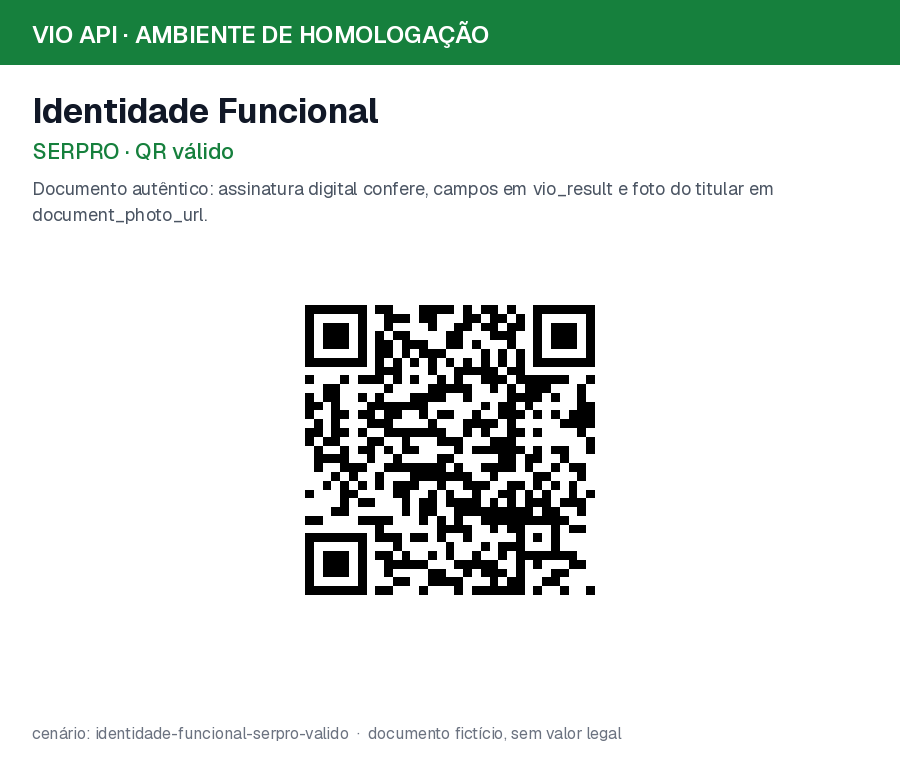 VIO API · AMBIENTE DE HOMOLOGAÇÃO
Identidade Funcional
SERPRO · QR válido
Documento autêntico: assinatura digital confere, campos em vio_result e foto do titular em
document_photo_url.
cenário: identidade-funcional-serpro-valido · documento fictício, sem valor legal